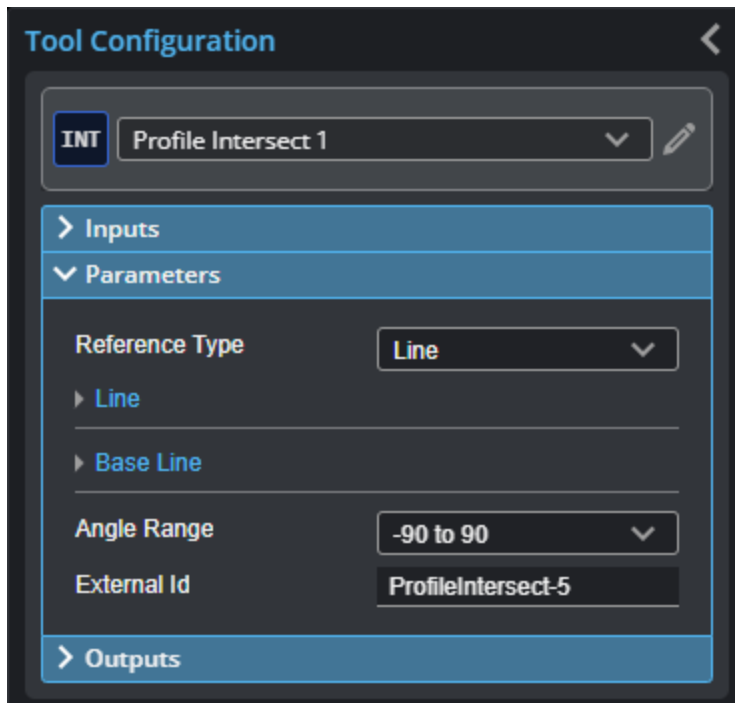 Tool Configuration
INT Profile Intersect 1
Inputs
Parameters
Reference Type Line
Line
Base Line
Angle Range -90 to 90
External Id ProfileIntersect-5
Outputs